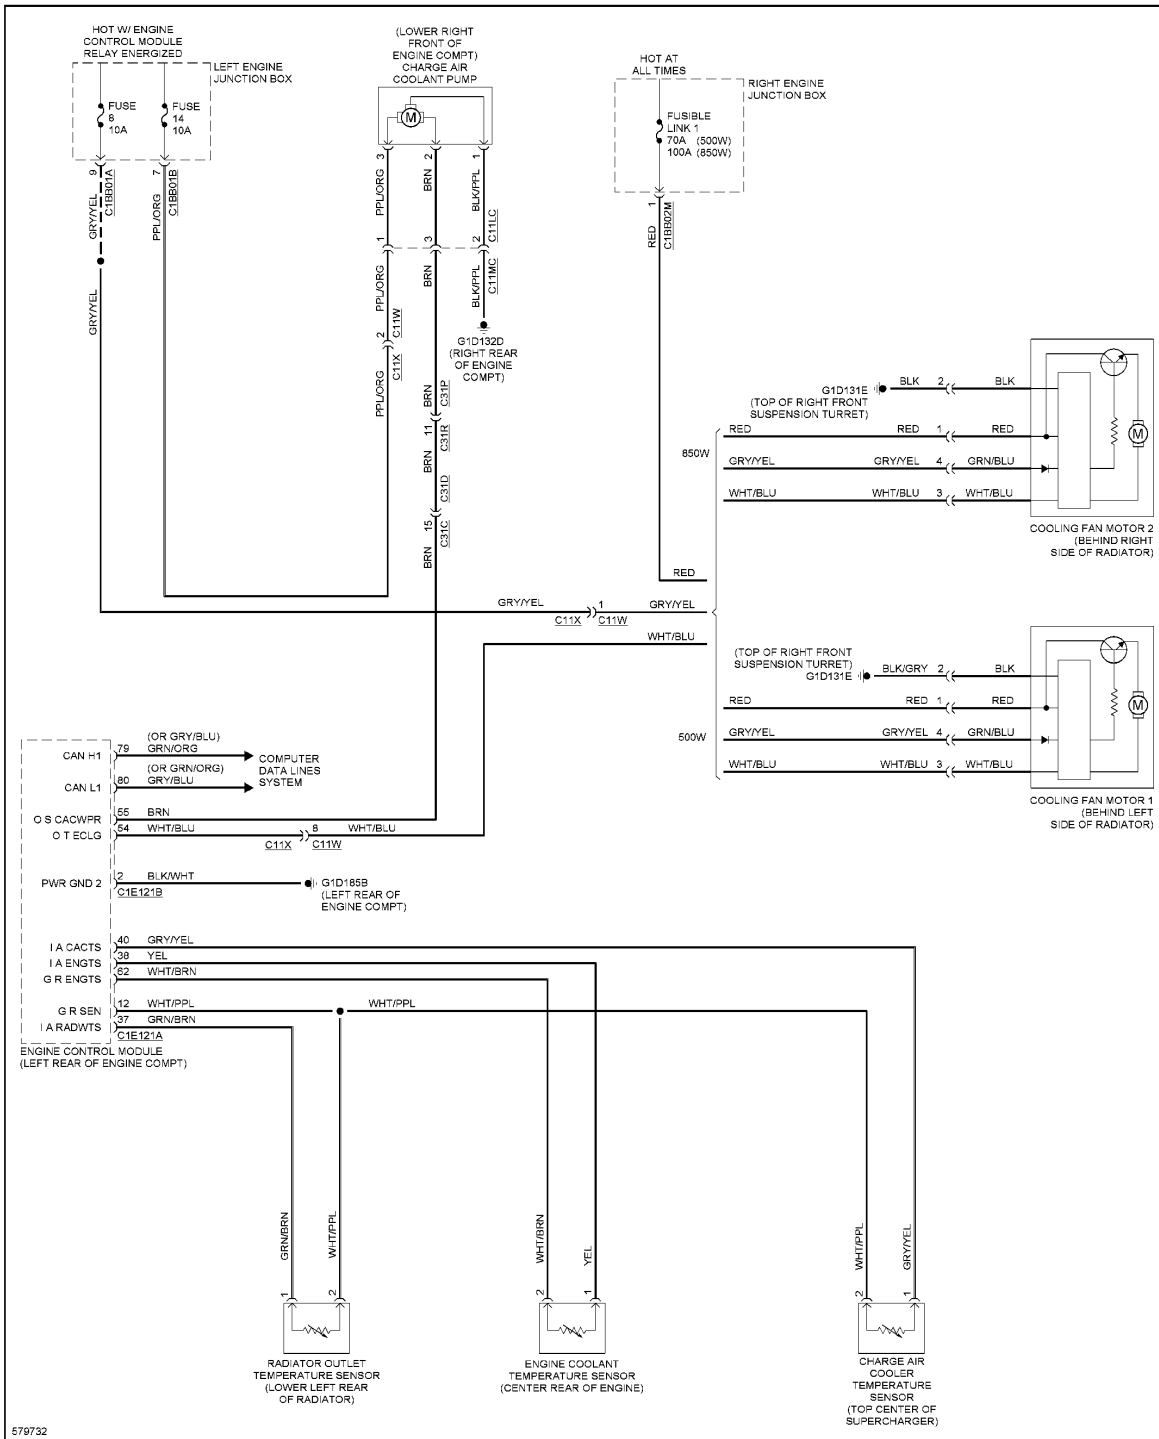 HOT W/ ENGINE
CONTROL MODULE
RELAY ENERGIZED
LEFT ENGINE
JUNCTION BOX
FUSE
8
10A
FUSE
14
10A
9
C1BB01A
7
C1BB01B
GRY/YEL
PPL/ORG
GRY/YEL
(LOWER RIGHT
FRONT OF
ENGINE COMPT)
CHARGE AIR
COOLANT PUMP
M
3
2
1
PPL/ORG
BRN
BLK/PPL
C11LC
1
3
2
PPL/ORG
BRN
BLK/PPL
C11MC
G1D132D
(RIGHT REAR
OF ENGINE
COMPT)
2
C11W
C11X
PPL/ORG
BRN
C31P
11
C31R
BRN
C31D
15
C31C
BRN
HOT AT
ALL TIMES
RIGHT ENGINE
JUNCTION BOX
FUSIBLE
LINK 1
70A (500W)
100A (850W)
1
C1BB02M
RED
RED
GRY/YEL
1
GRY/YEL
C11X
C11W
WHT/BLU
850W
G1D131E
(TOP OF RIGHT FRONT
SUSPENSION TURRET)
BLK 2 BLK
RED RED 1 RED
GRY/YEL GRY/YEL 4 GRN/BLU
WHT/BLU WHT/BLU 3 WHT/BLU
M
COOLING FAN MOTOR 2
(BEHIND RIGHT
SIDE OF RADIATOR)
500W
(TOP OF RIGHT FRONT
SUSPENSION TURRET)
G1D131E
BLK/GRY 2 BLK
RED RED 1 RED
GRY/YEL GRY/YEL 4 GRN/BLU
WHT/BLU WHT/BLU 3 WHT/BLU
M
COOLING FAN MOTOR 1
(BEHIND LEFT
SIDE OF RADIATOR)
(OR GRY/BLU)
CAN H1 79 GRN/ORG
(OR GRN/ORG)
CAN L1 80 GRY/BLU
COMPUTER
DATA LINES
SYSTEM
O S CACWPR 55 BRN
O T ECLG 54 WHT/BLU 8 WHT/BLU
C11X C11W
PWR GND 2 2 BLK/WHT
C1E121B
G1D185B
(LEFT REAR OF
ENGINE COMPT)
I A CACTS 40 GRY/YEL
I A ENGTS 38 YEL
G R ENGTS 62 WHT/BRN
G R SEN 12 WHT/PPL WHT/PPL
I A RADWTS 37 GRN/BRN
C1E121A
ENGINE CONTROL MODULE
(LEFT REAR OF ENGINE COMPT)
GRN/BRN
WHT/PPL
WHT/BRN
YEL
WHT/PPL
GRY/YEL
1
2
2
1
2
1
RADIATOR OUTLET
TEMPERATURE SENSOR
(LOWER LEFT REAR
OF RADIATOR)
ENGINE COOLANT
TEMPERATURE SENSOR
(CENTER REAR OF ENGINE)
CHARGE AIR
COOLER
TEMPERATURE
SENSOR
(TOP CENTER OF
SUPERCHARGER)
579732